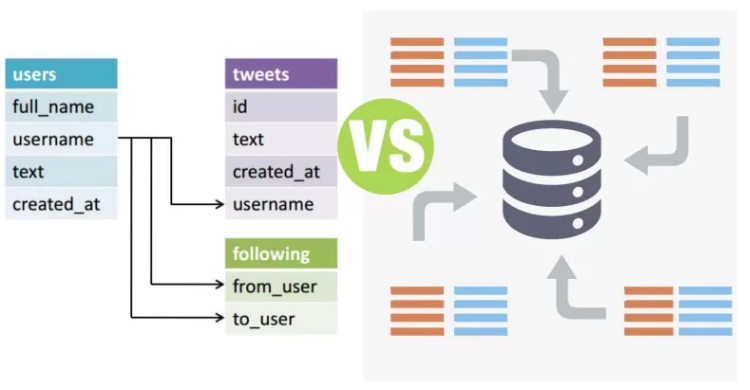 users
full_name
username
text
created_at
tweets
id
text
created_at
username
following
from_user
to_user
VS